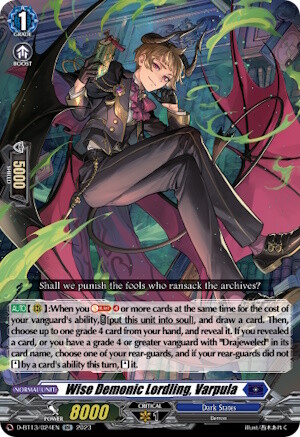 1
GRADE
BOOST
5000
SHIELD
Shall we punish the fools who ransack the archives?
AUTO :When you 4 or more cards at the same time for the cost of
your vanguard's ability, put this unit into soul, and draw a card. Then,
choose up to one grade 4 card from your hand, and reveal it. If you revealed
a card, or you have a grade 4 or greater vanguard with "Drajeweled" in its
card name, choose one of your rear-guards, and if your rear-guards did not
by a card's ability this turn,
NORMAL UNIT
Wise Demonic Lordling, Varpula
POWER 8000
CRITICAL
1
Dark States
Demon
D-BT13/024EN RR 2023